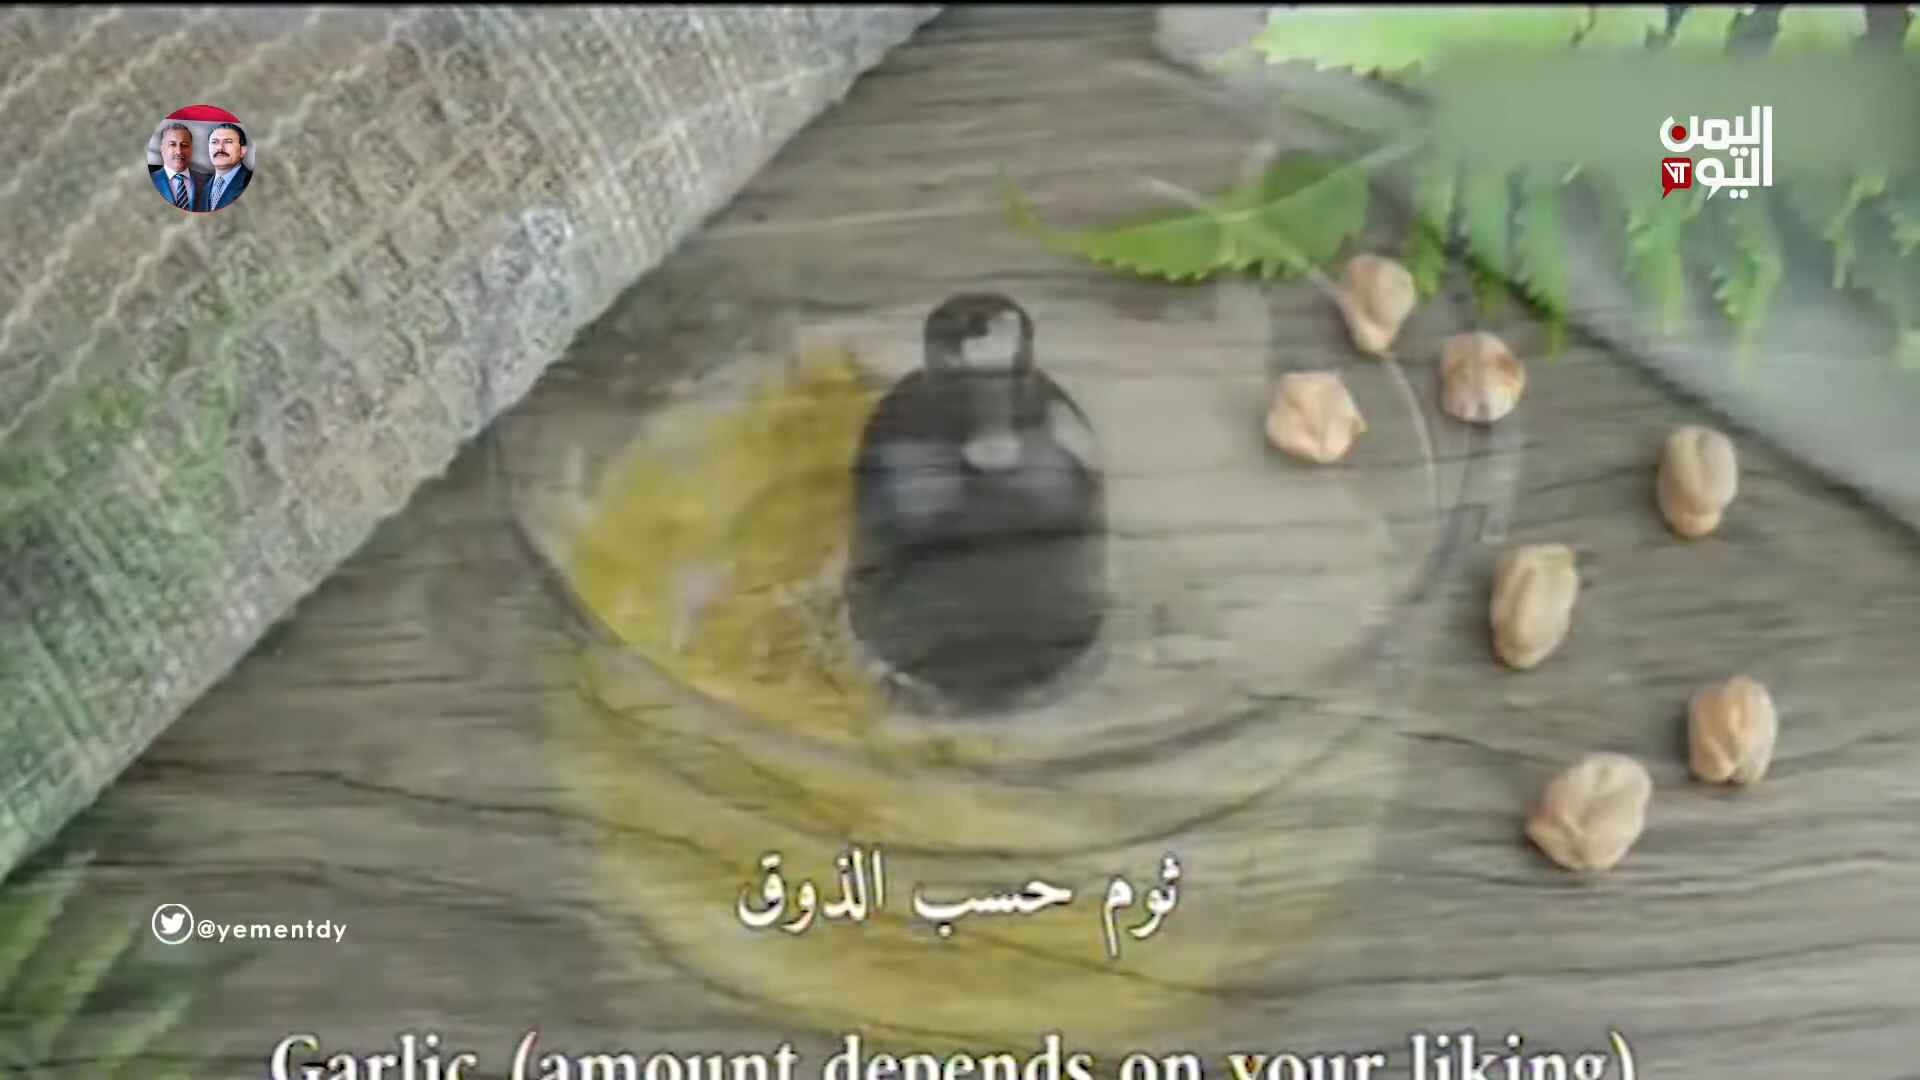 اليمن
اليوم
YT
ثوم حسب الذوق
@yementdy
Garlic (amount depends on your liking)